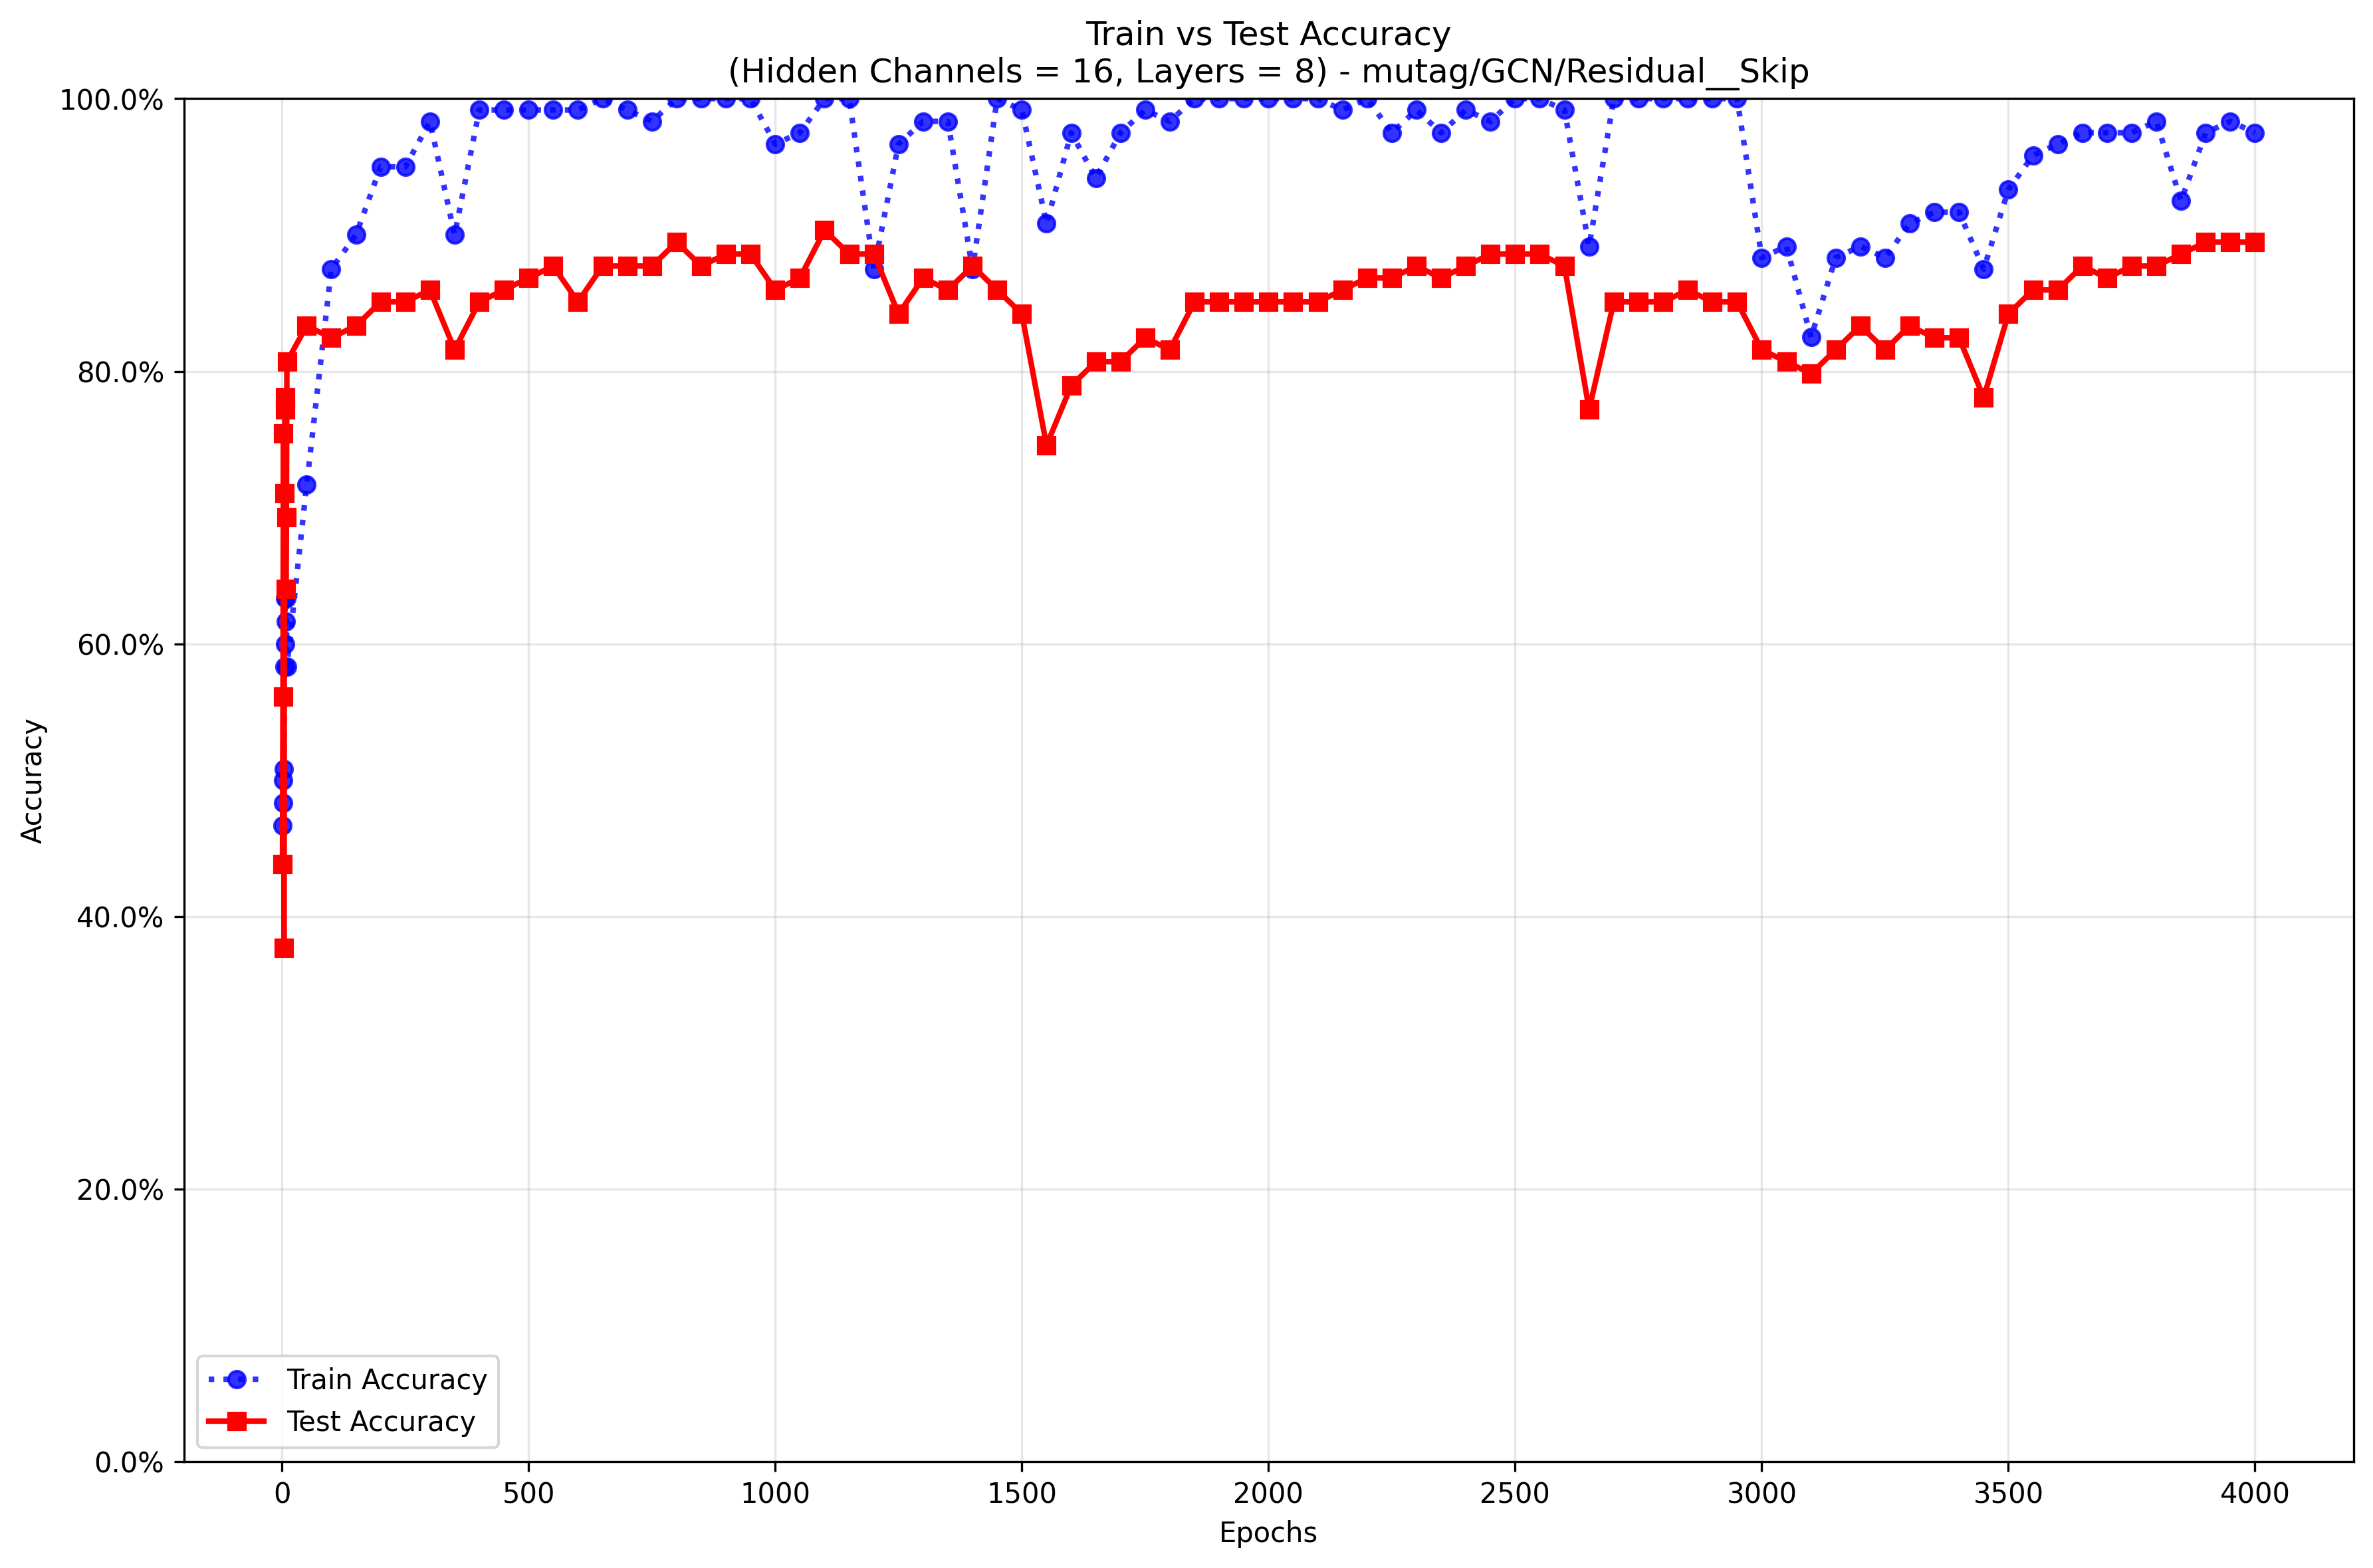 Train vs Test Accuracy
(Hidden Channels = 16, Layers = 8) - mutag/GCN/Residual__Skip
100.0%
80.0%
60.0%
40.0%
20.0%
0.0%
Accuracy
Train Accuracy
Test Accuracy
0 500 1000 1500 2000 2500 3000 3500 4000
Epochs